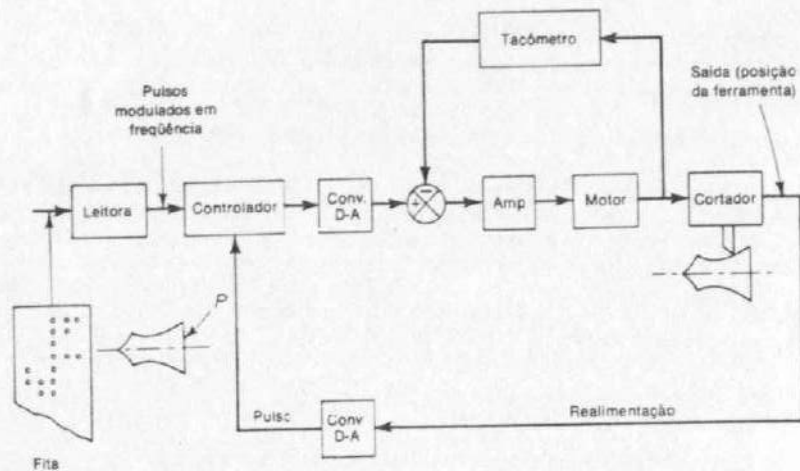 Tacômetro
Saída (posição
da ferramenta)
Pulsos
modulados em
freqüência
Leitora
Controlador
Conv.
D-A
+
−
Amp
Motor
Cortador
P
Pulso
Conv
D-A
Realimentação
Fita